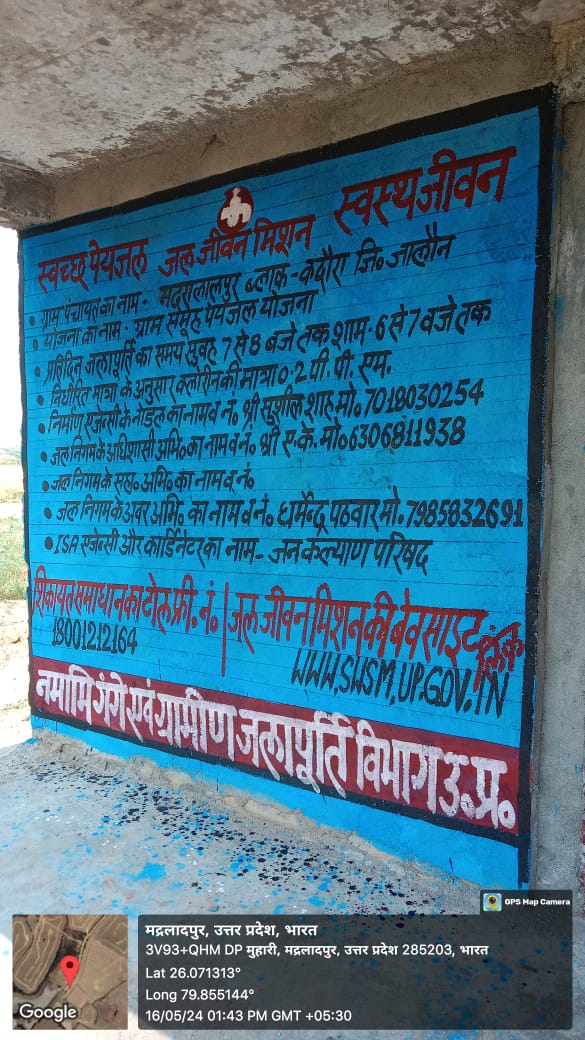 स्वच्छ पेयजल जल जीवन मिशन स्वस्थ जीवन
• ग्राम पंचायत का नाम - मदरालालपुर ब्लाक - कदौरा जि० जालौन
• योजना का नाम - ग्राम समूह पेयजल योजना
• प्रतिदिन जलापूर्ति का समय सुबह 7 से 8 बजे तक शाम - 6 से 7 बजे तक
• निर्धारित मात्रा के अनुसार क्लोरीन की मात्रा 0.2 पी. पी. एम.
• निर्माण एजेन्सी के नोडल का नाम व नं. श्री सुशील शाह. मो. 7018030254
• जल निगम के अधिशासी अभि० का नाम व नं. श्री ए. के. मो० 6306811938
• जल निगम के सहा. अभि. का नाम व नं.
• जल निगम के अवर अभि० का नाम व नं. धर्मेन्द्र पठवार मो. 7985832691
• ISA एजेन्सी और कार्डिनेटर का नाम - जन कल्याण परिषद
शिकायत समाधान का टोल फ्री. नं. | जल जीवन मिशन की बेव साइट लिंक
18001212164 WWW.SWSM.UP.GOV.IN
नमामि गंगे एवं ग्रामीण जलापूर्ति विभाग उ. प्र.
GPS Map Camera
मद्रलादपुर, उत्तर प्रदेश, भारत
3V93+QHM DP मुहारी, मद्रलादपुर, उत्तर प्रदेश 285203, भारत
Lat 26.071313°
Long 79.855144°
16/05/24 01:43 PM GMT +05:30
Google